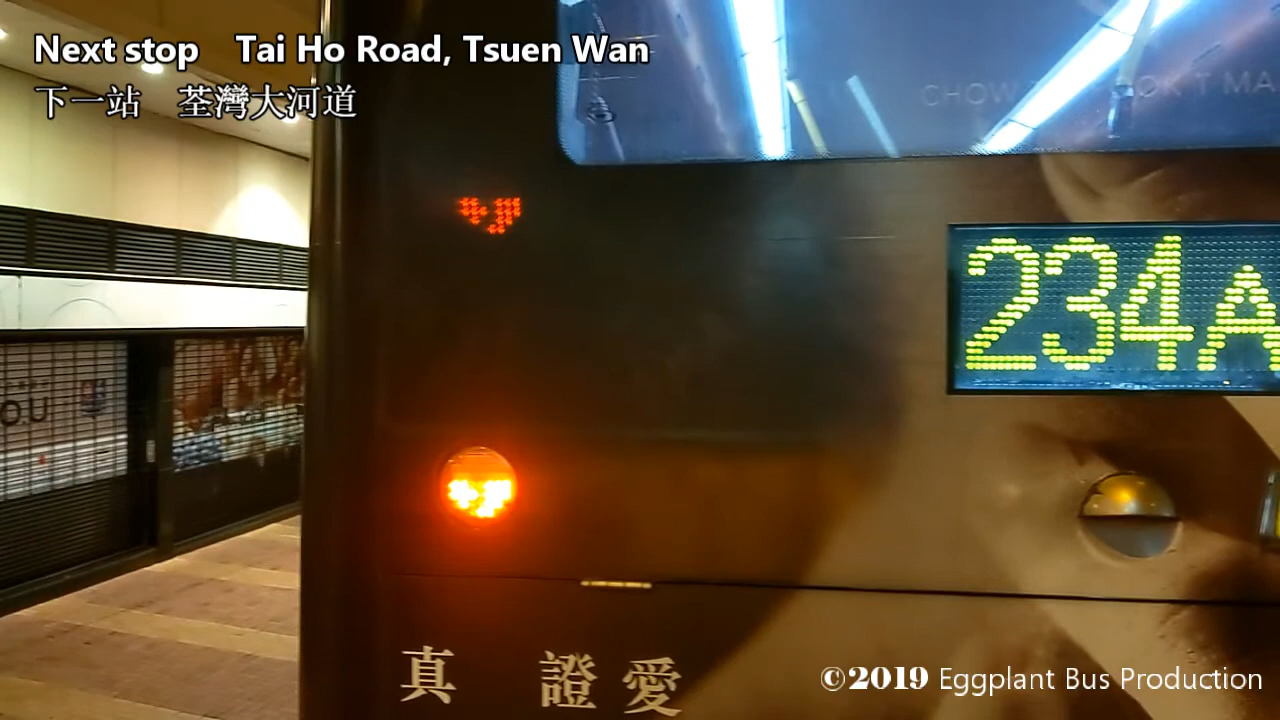 Next stop Tai Ho Road, Tsuen Wan
下一站 荃灣大河道
CHOW
234A
O.U
真 證愛
©2019 Eggplant Bus Production